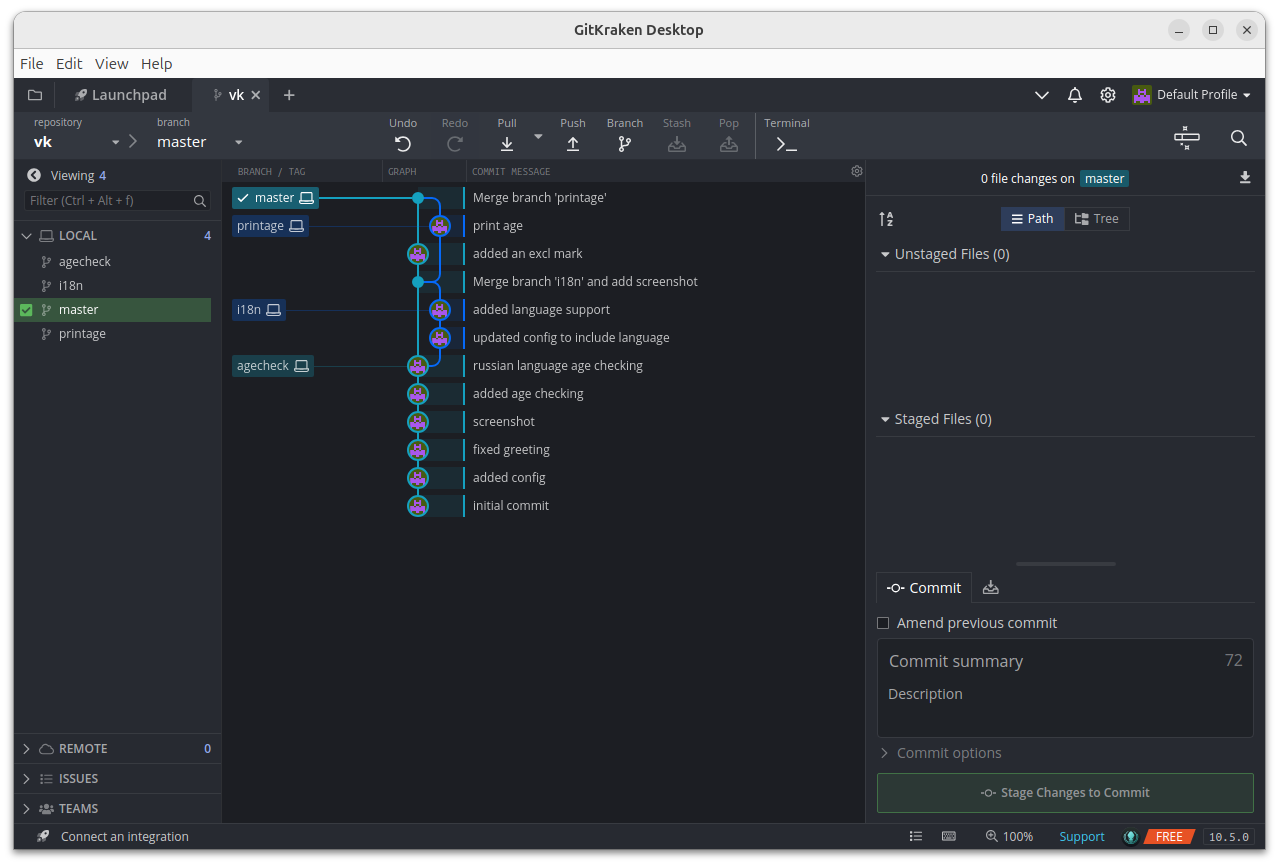 GitKraken Desktop
File Edit View Help
Launchpad vk Default Profile
repository branch Undo Redo Pull Push Branch Stash Pop Terminal
vk master
Viewing 4
Filter (Ctrl + Alt + f)
LOCAL 4
agecheck
i18n
master
printage
REMOTE 0
ISSUES
TEAMS
BRANCH / TAG GRAPH COMMIT MESSAGE
master Merge branch 'printage'
printage print age
added an excl mark
Merge branch 'i18n' and add screenshot
i18n added language support
updated config to include language
agecheck russian language age checking
added age checking
screenshot
fixed greeting
added config
initial commit
0 file changes on master
Path Tree
Unstaged Files (0)
Staged Files (0)
Commit
Amend previous commit
Commit summary 72
Description
Commit options
Stage Changes to Commit
Connect an integration 100% Support FREE 10.5.0